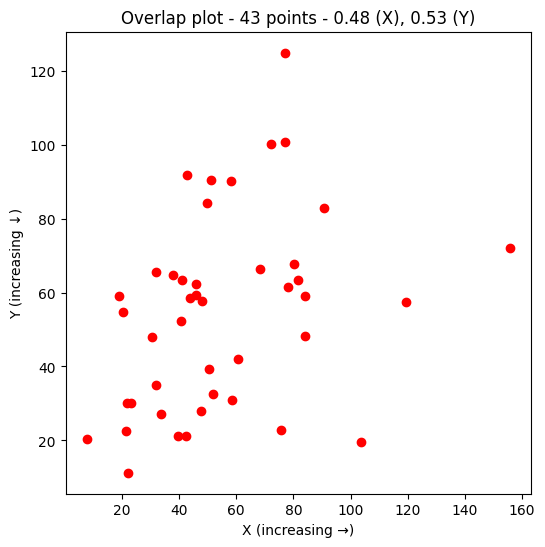 Overlap plot - 43 points - 0.48 (X), 0.53 (Y)
120
100
80
60
40
20
Y (increasing ↓)
20 40 60 80 100 120 140 160
X (increasing →)